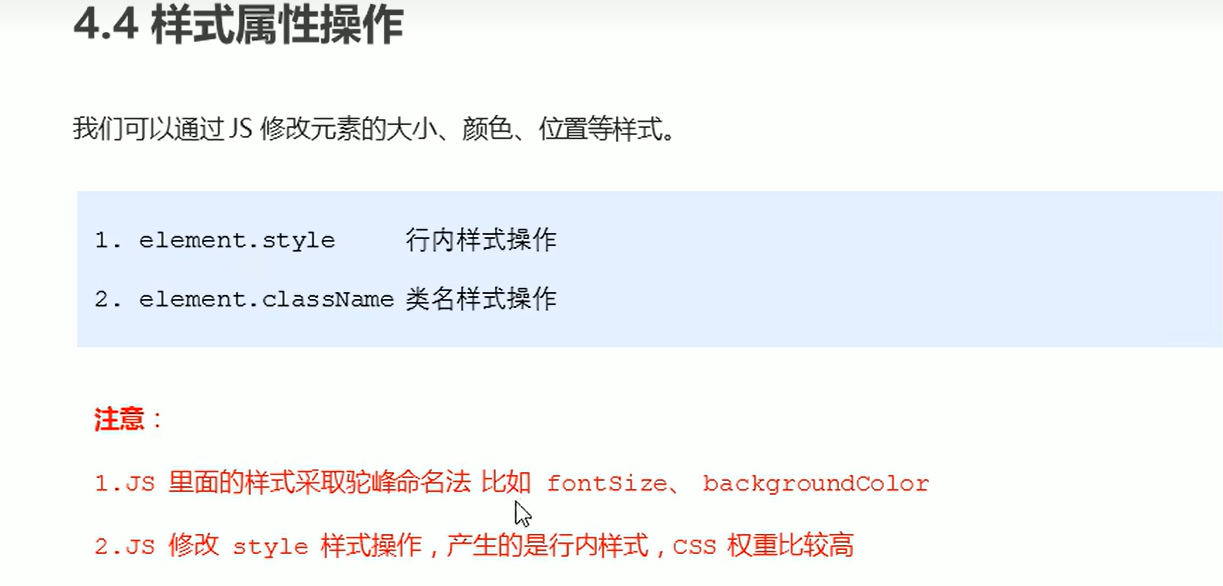 4.4 样式属性操作
我们可以通过 JS 修改元素的大小、颜色、位置等样式。
1. element.style 行内样式操作
2. element.className 类名样式操作
注意：
1.JS 里面的样式采取驼峰命名法 比如 fontSize、 backgroundColor
2.JS 修改 style 样式操作，产生的是行内样式，CSS 权重比较高